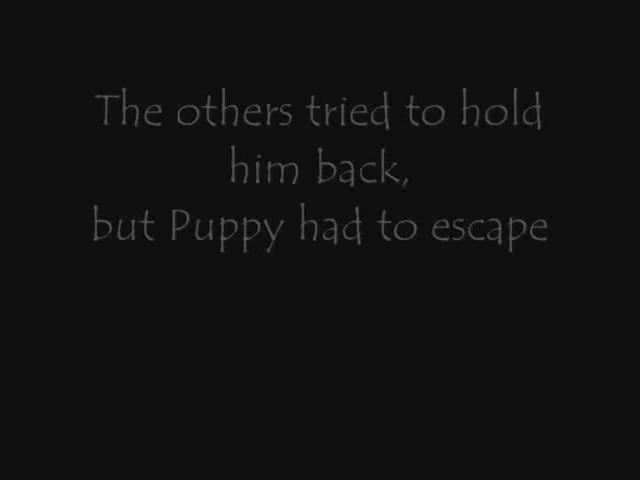 The others tried to hold
him back,
but Puppy had to escape